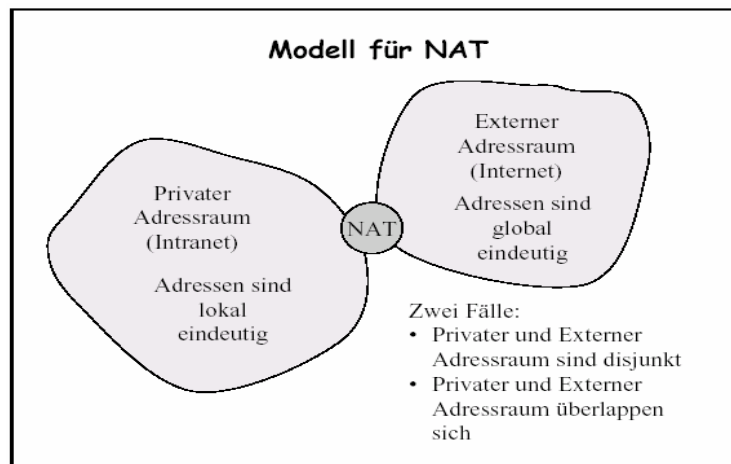 Modell für NAT
Externer
Adressraum
(Internet)
Adressen sind
global
eindeutig
Privater
Adressraum
(Intranet)
Adressen sind
lokal
eindeutig
NAT
Zwei Fälle:
• Privater und Externer
Adressraum sind disjunkt
• Privater und Externer
Adressraum überlappen
sich